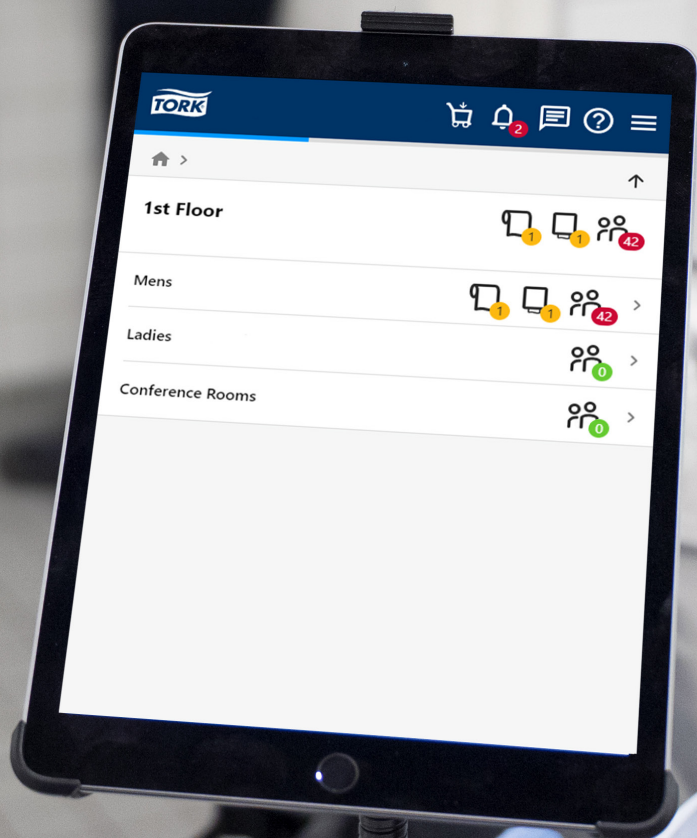 TORK
2
?
1st Floor
1 1 42
Mens
1 1 42
Ladies
0
Conference Rooms
0